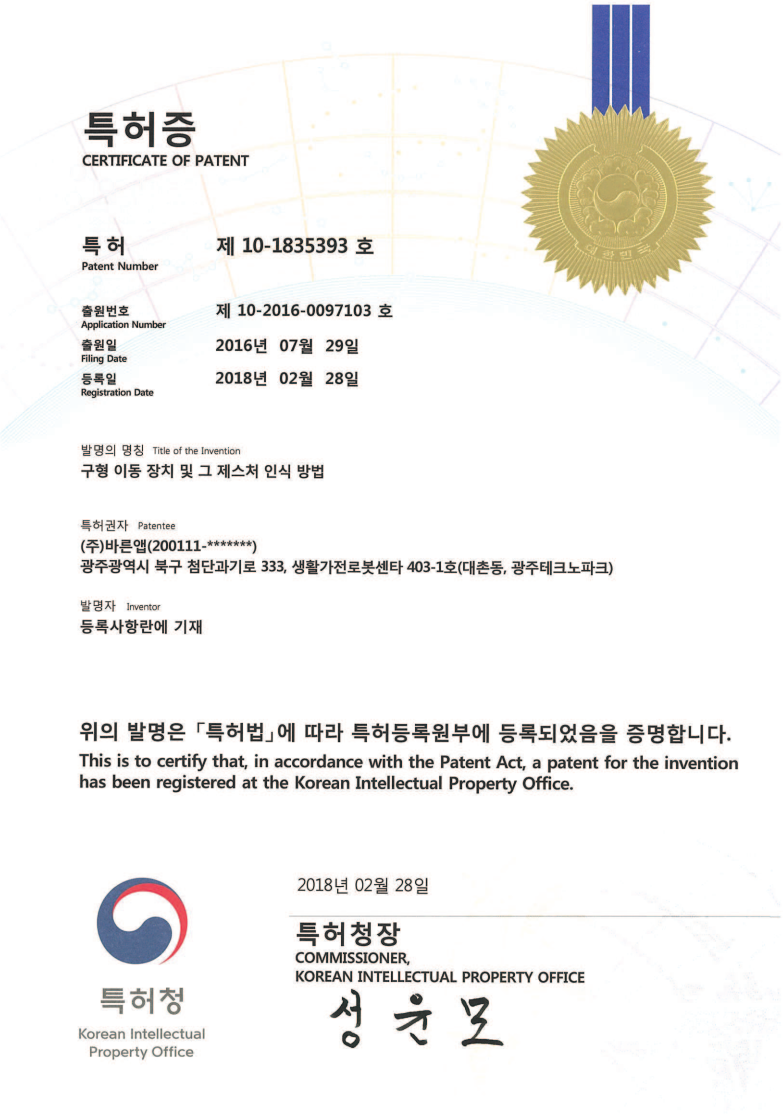 특허증
CERTIFICATE OF PATENT
대한민국
특 허 제 10-1835393 호
Patent Number
출원번호 제 10-2016-0097103 호
Application Number
출원일 2016년 07월 29일
Filing Date
등록일 2018년 02월 28일
Registration Date
발명의 명칭 Title of the Invention
구형 이동 장치 및 그 제스처 인식 방법
특허권자 Patentee
(주)바른앱(200111-*******)
광주광역시 북구 첨단과기로 333, 생활가전로봇센타 403-1호(대촌동, 광주테크노파크)
발명자 Inventor
등록사항란에 기재
위의 발명은 「특허법」에 따라 특허등록원부에 등록되었음을 증명합니다.
This is to certify that, in accordance with the Patent Act, a patent for the invention
has been registered at the Korean Intellectual Property Office.
2018년 02월 28일
특허청장
COMMISSIONER,
KOREAN INTELLECTUAL PROPERTY OFFICE
성윤모
특허청
Korean Intellectual
Property Office